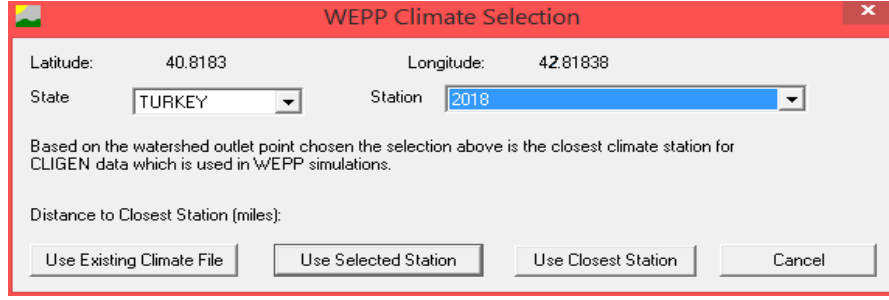 WEPP Climate Selection
Latitude: 40.8183 Longitude: 42.81838
State TURKEY Station 2018
Based on the watershed outlet point chosen the selection above is the closest climate station for
CLIGEN data which is used in WEPP simulations.
Distance to Closest Station (miles):
Use Existing Climate File Use Selected Station Use Closest Station Cancel